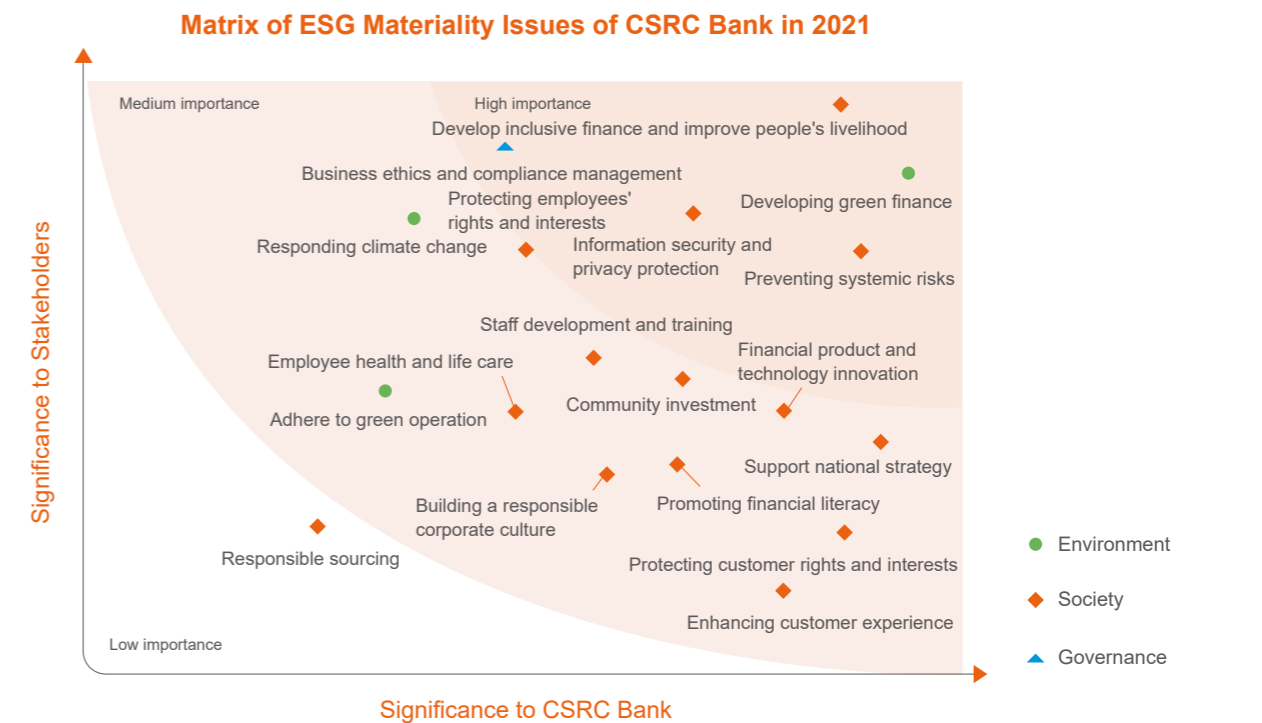 Matrix of ESG Materiality Issues of CSRC Bank in 2021
Medium importance
High importance
Develop inclusive finance and improve people's livelihood
Business ethics and compliance management
Protecting employees'
rights and interests
Developing green finance
Responding climate change
Information security and
privacy protection
Preventing systemic risks
Staff development and training
Employee health and life care
Financial product and
technology innovation
Adhere to green operation
Community investment
Support national strategy
Building a responsible
corporate culture
Promoting financial literacy
Responsible sourcing
Protecting customer rights and interests
Enhancing customer experience
Low importance
Significance to Stakeholders
Significance to CSRC Bank
Environment
Society
Governance